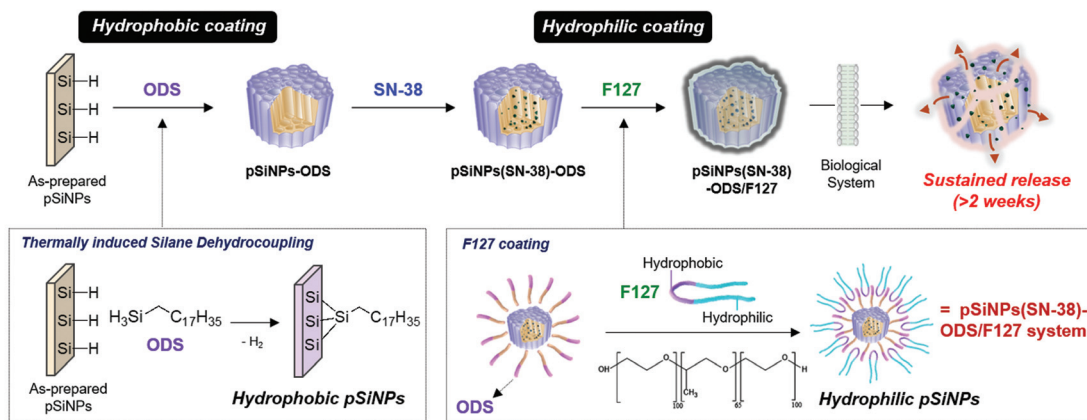 Hydrophobic coating
Hydrophilic coating
Si-H
Si-H
Si-H
As-prepared
pSiNPs
ODS
pSiNPs-ODS
SN-38
pSiNPs(SN-38)-ODS
F127
pSiNPs(SN-38)
-ODS/F127
Biological
System
Sustained release
(>2 weeks)
Thermally induced Silane Dehydrocoupling
Si-H
Si-H
Si-H
As-prepared
pSiNPs
H3Si
C17H35
ODS
- H2
Si
Si
Si
Si
C17H35
Hydrophobic pSiNPs
F127 coating
ODS
Hydrophobic
F127
Hydrophilic
OH
O
100
CH3
O
65
O
H
100
= pSiNPs(SN-38)-
ODS/F127 system
Hydrophilic pSiNPs